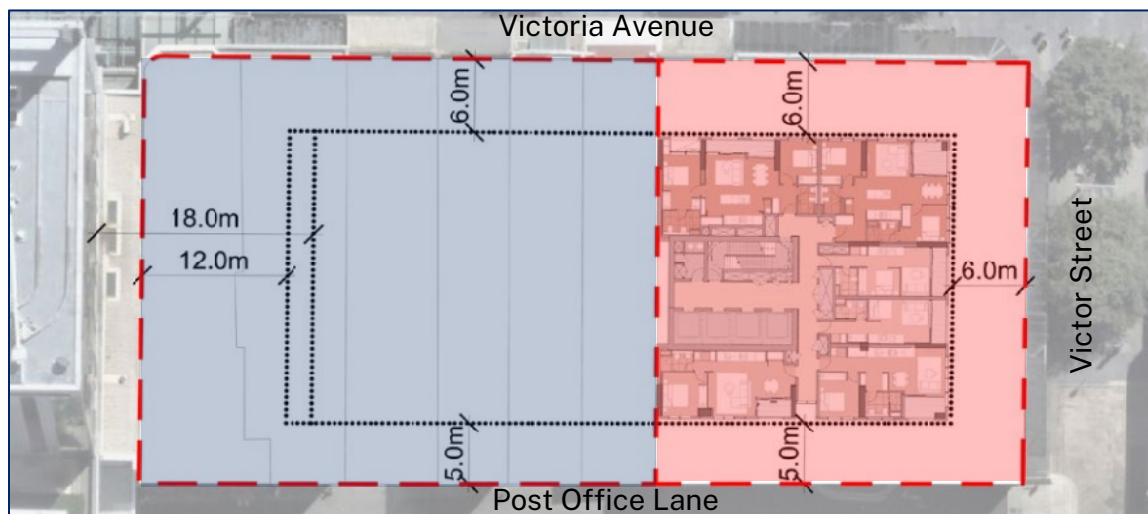 Victoria Avenue
6.0m
6.0m
18.0m
12.0m
6.0m
Victor Street
5.0m
5.0m
Post Office Lane